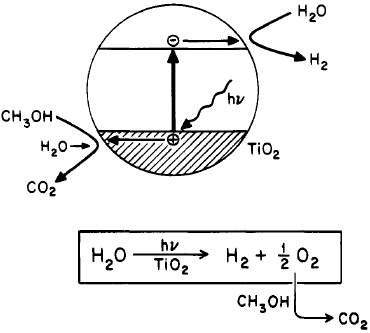 ⊖
H₂O
H₂
hν
CH₃OH
H₂O
⊕
TiO₂
CO₂
H₂O hν/TiO₂ → H₂ + ½ O₂
CH₃OH
CO₂